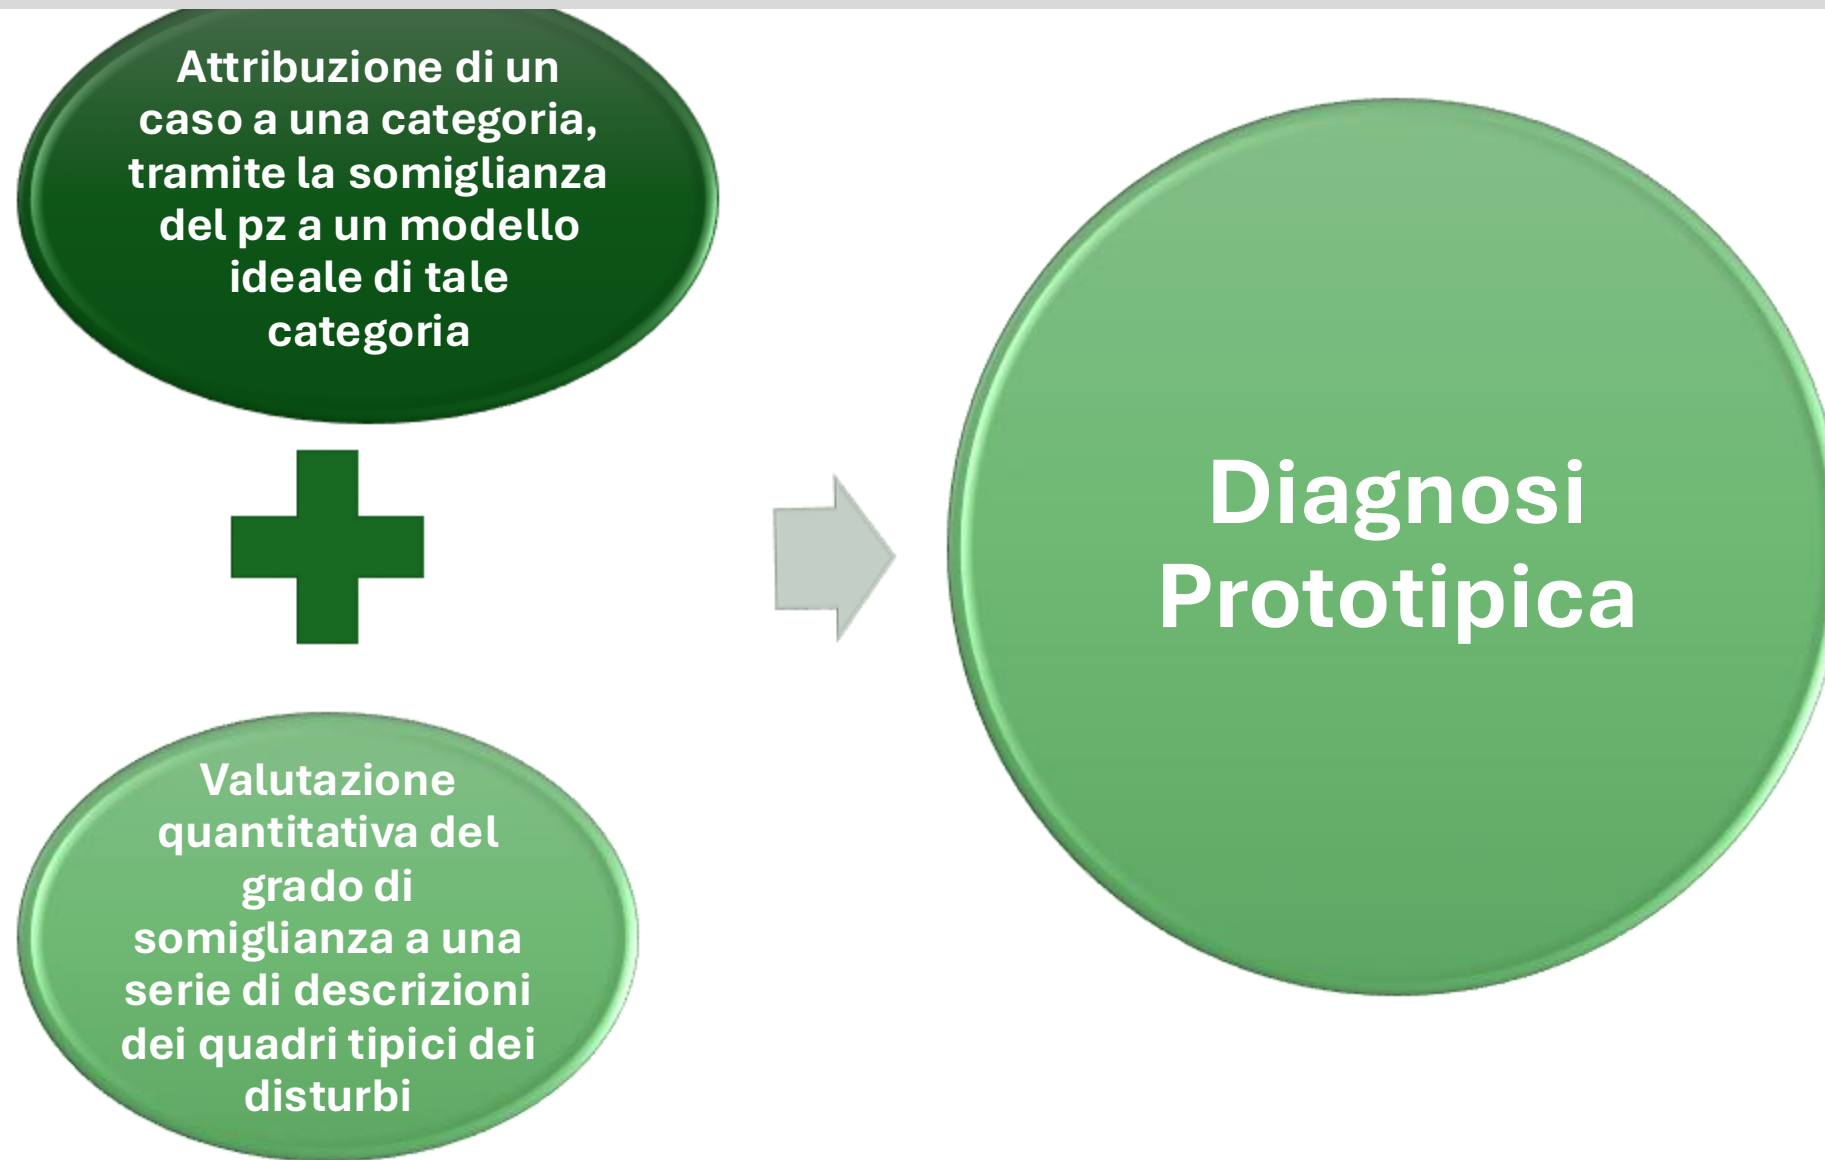 Attribuzione di un
caso a una categoria,
tramite la somiglianza
del pz a un modello
ideale di tale
categoria
Valutazione
quantitativa del
grado di
somiglianza a una
serie di descrizioni
dei quadri tipici dei
disturbi
Diagnosi
Prototipica